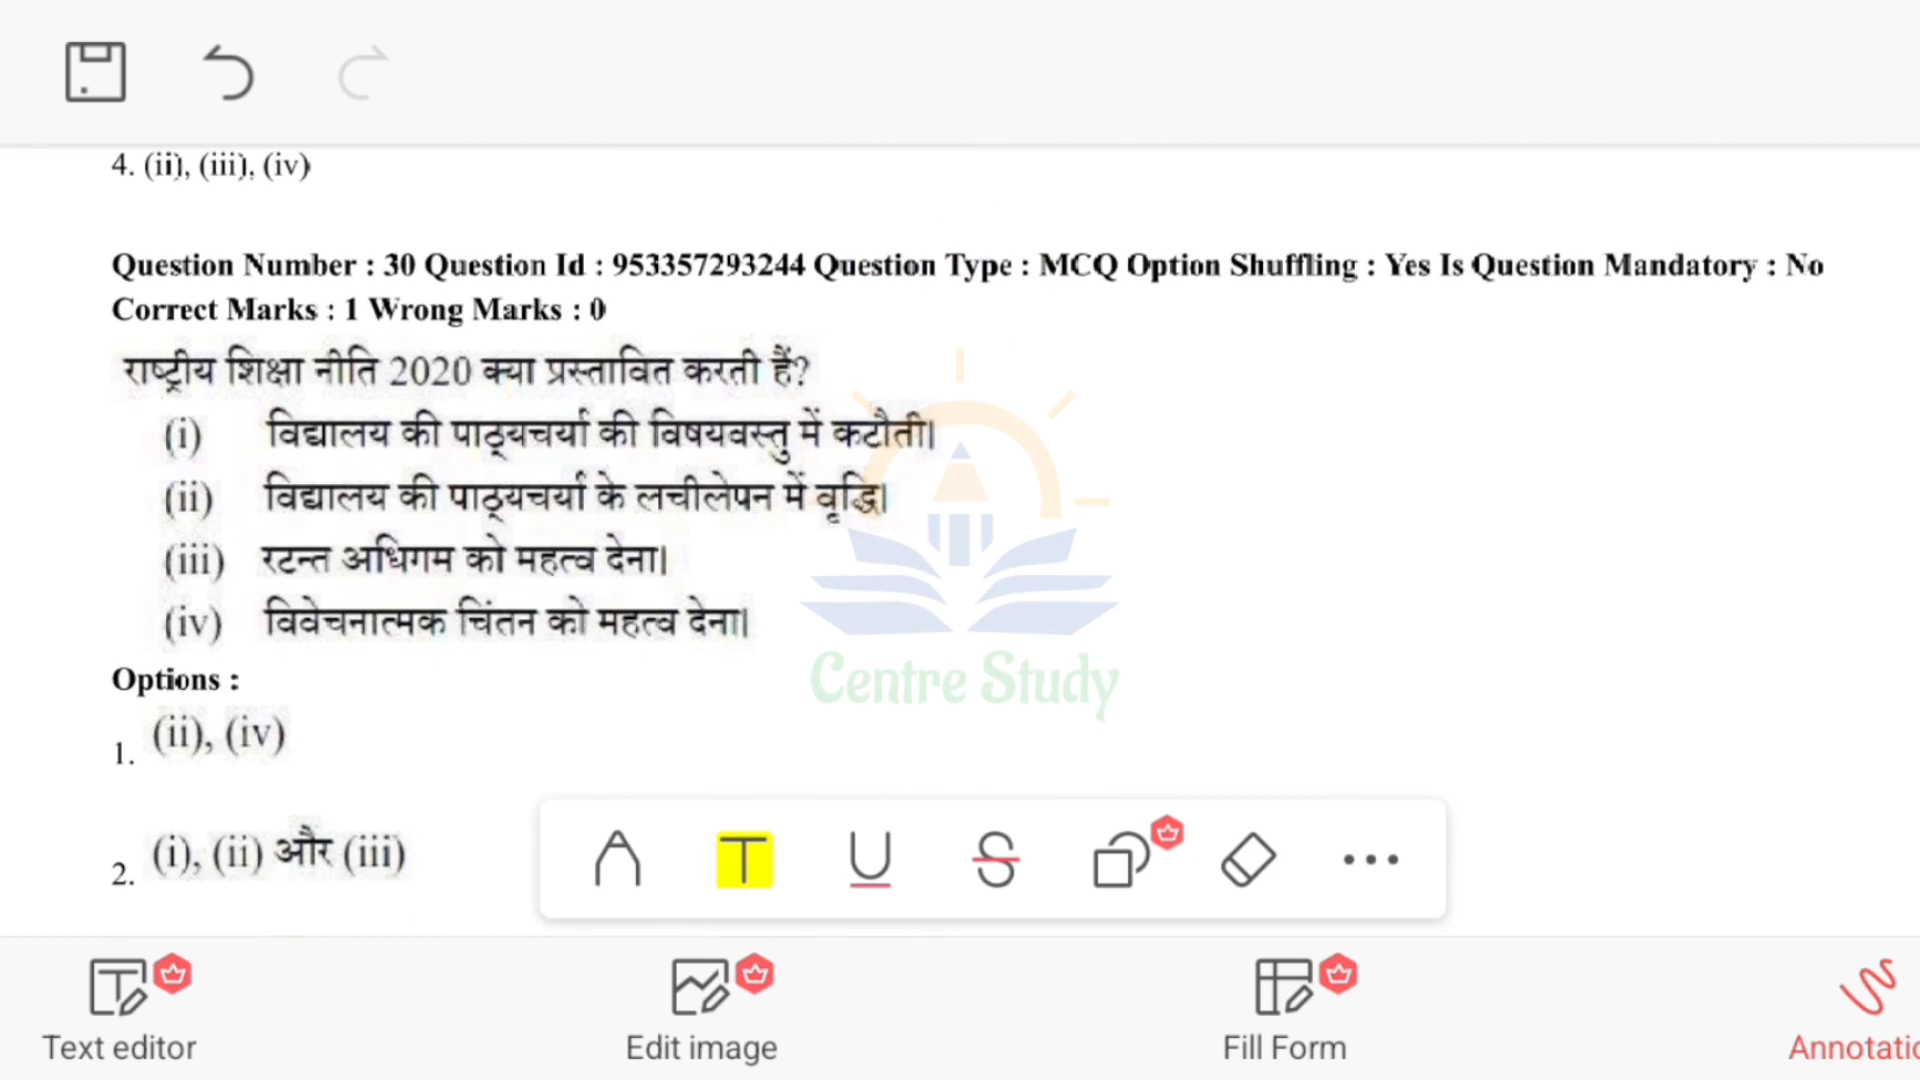 4. (ii), (iii), (iv)
Question Number : 30 Question Id : 953357293244 Question Type : MCQ Option Shuffling : Yes Is Question Mandatory : No
Correct Marks : 1 Wrong Marks : 0
राष्ट्रीय शिक्षा नीति 2020 क्या प्रस्तावित करती हैं?
(i) विद्यालय की पाठ्यचर्या की विषयवस्तु में कटौती।
(ii) विद्यालय की पाठ्यचर्या के लचीलेपन में वृद्धि।
(iii) रटन्त अधिगम को महत्व देना।
(iv) विवेचनात्मक चिंतन को महत्व देना।
Centre Study
Options :
1. (ii), (iv)
2. (i), (ii) और (iii)
Text editor
Edit image
Fill Form
Annotatio